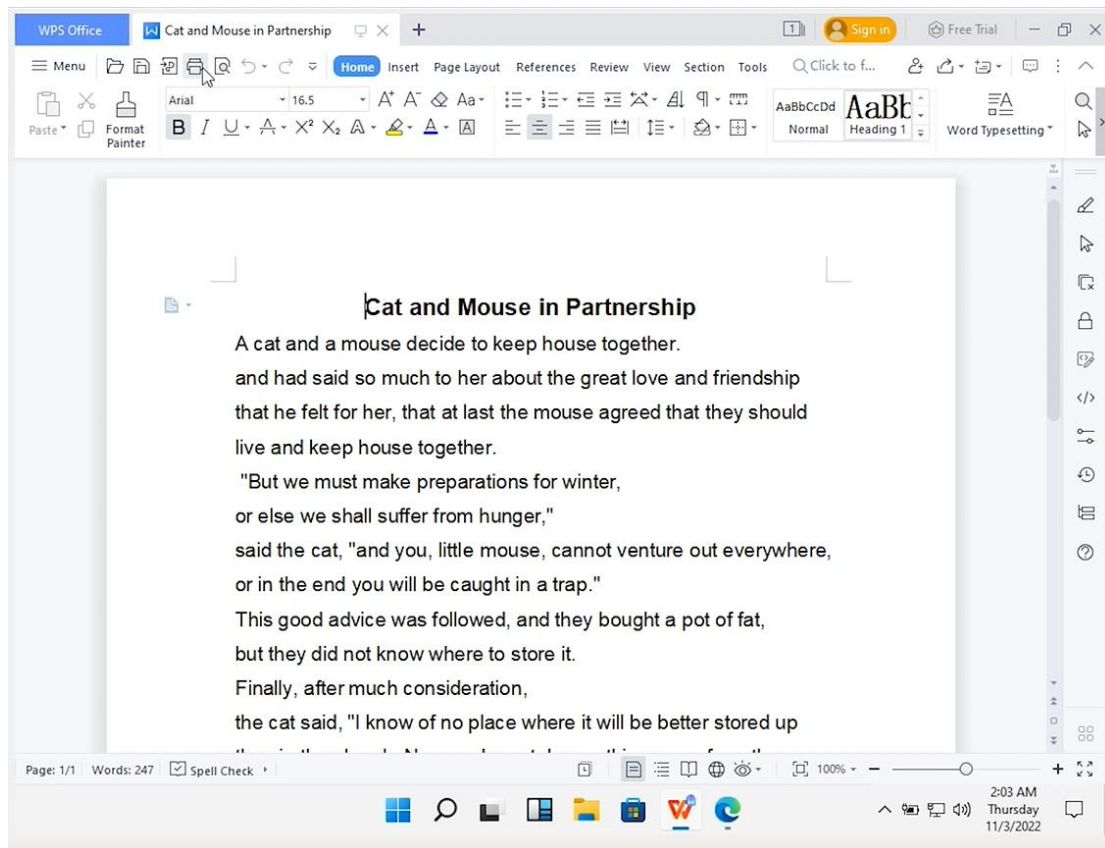 WPS Office
Cat and Mouse in Partnership
1
Sign in
Free Trial
Menu
Home Insert Page Layout References Review View Section Tools
Click to f...
Paste
Format
Painter
Arial
16.5
A⁺ A⁻ Aa
B I U A X² X₂ A A A
AaBbCcDd
Normal
AaBb
Heading 1
Word Typesetting
Cat and Mouse in Partnership
A cat and a mouse decide to keep house together.
and had said so much to her about the great love and friendship
that he felt for her, that at last the mouse agreed that they should
live and keep house together.
"But we must make preparations for winter,
or else we shall suffer from hunger,"
said the cat, "and you, little mouse, cannot venture out everywhere,
or in the end you will be caught in a trap."
This good advice was followed, and they bought a pot of fat,
but they did not know where to store it.
Finally, after much consideration,
the cat said, "I know of no place where it will be better stored up
Page: 1/1 Words: 247 Spell Check
100%
2:03 AM
Thursday
11/3/2022